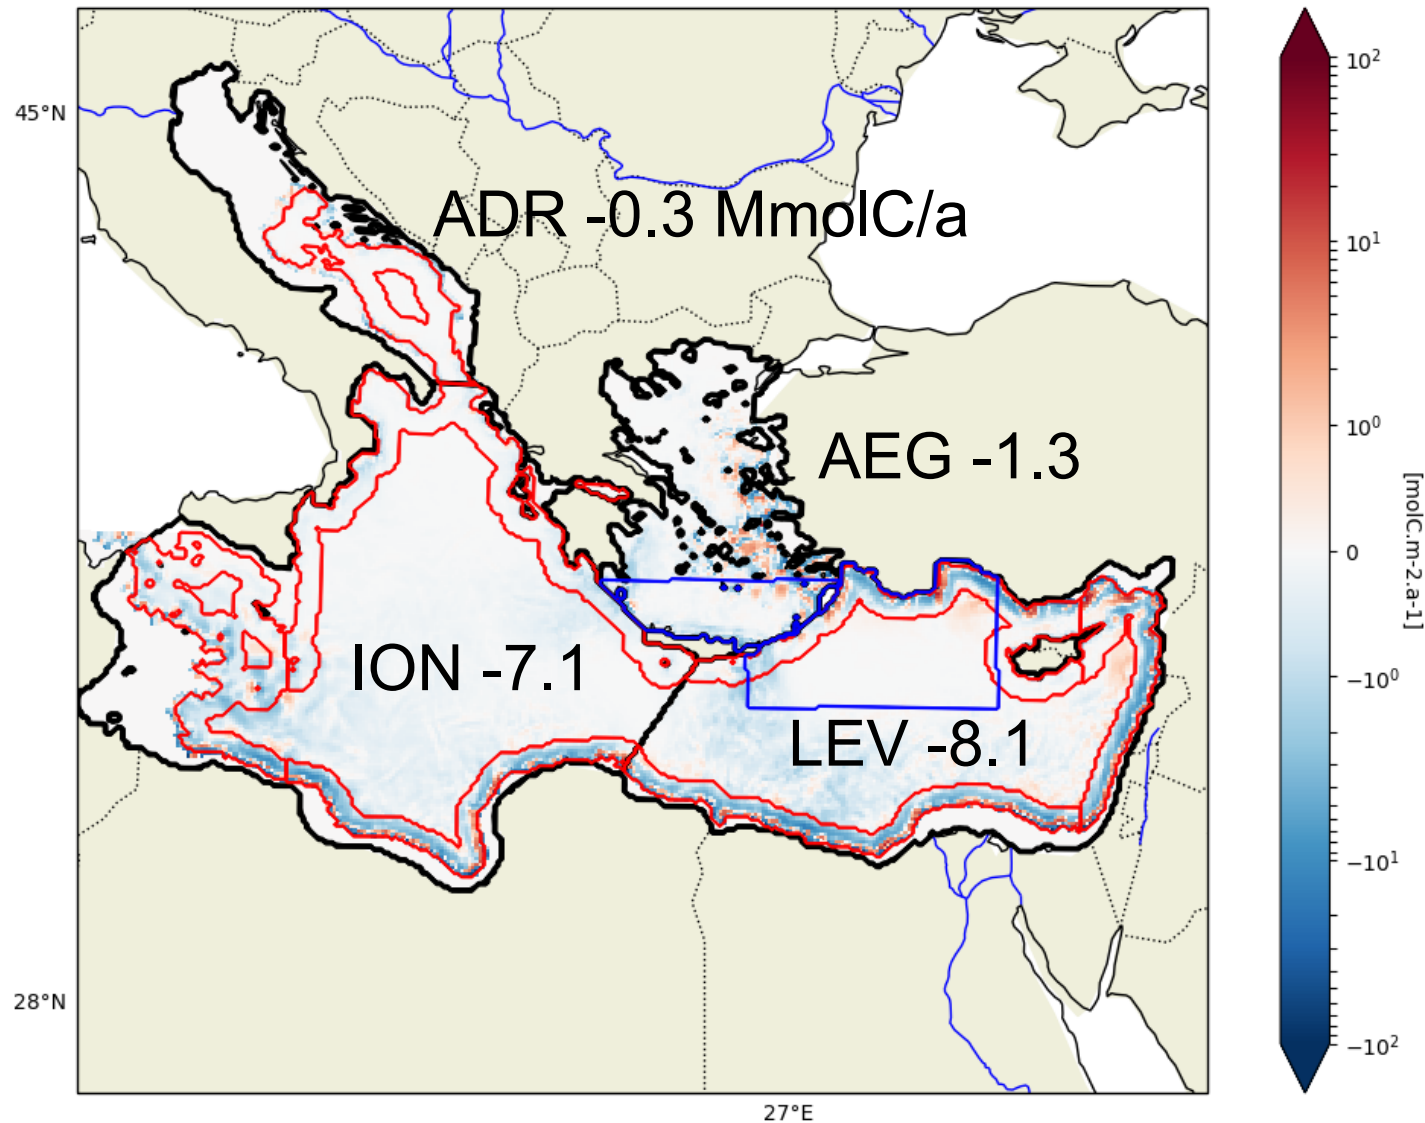 45°N
28°N
27°E
ADR -0.3 MmolC/a
AEG -1.3
ION -7.1
LEV -8.1
10²
10¹
10⁰
0
−10⁰
−10¹
−10²
[molC.m-2.a-1]